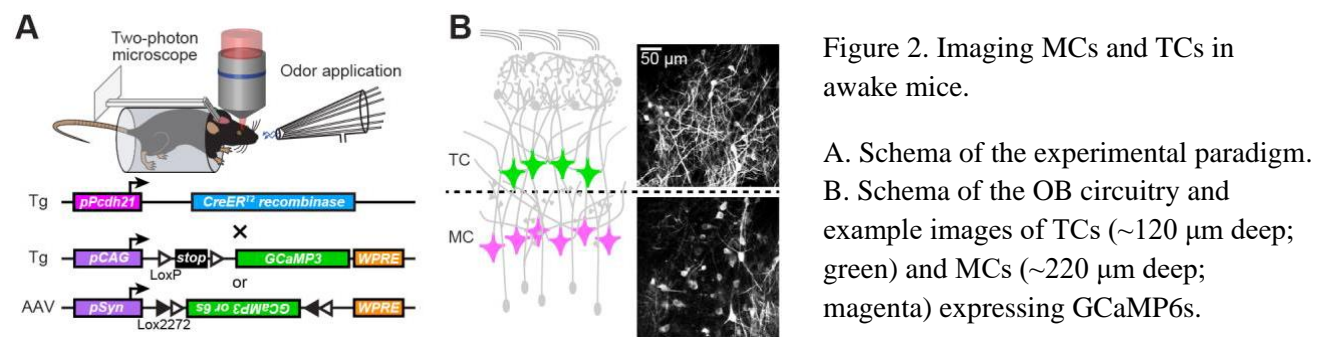 A
Two-photon
microscope
Odor application
Tg
pPcdh21
CreER^T2 recombinase
×
Tg
pCAG
LoxP
stop
GCaMP3
WPRE
or
AAV
pSyn
Lox2272
GCaMP3 or 6s
WPRE
B
50 µm
TC
MC
Figure 2. Imaging MCs and TCs in
awake mice.
A. Schema of the experimental paradigm.
B. Schema of the OB circuitry and
example images of TCs (~120 µm deep;
green) and MCs (~220 µm deep;
magenta) expressing GCaMP6s.